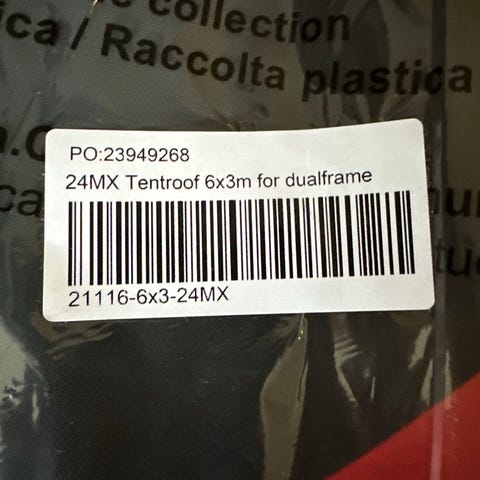 collection
ica / Raccolta plastica
PO:23949268
24MX Tentroof 6x3m for dualframe
21116-6x3-24MX